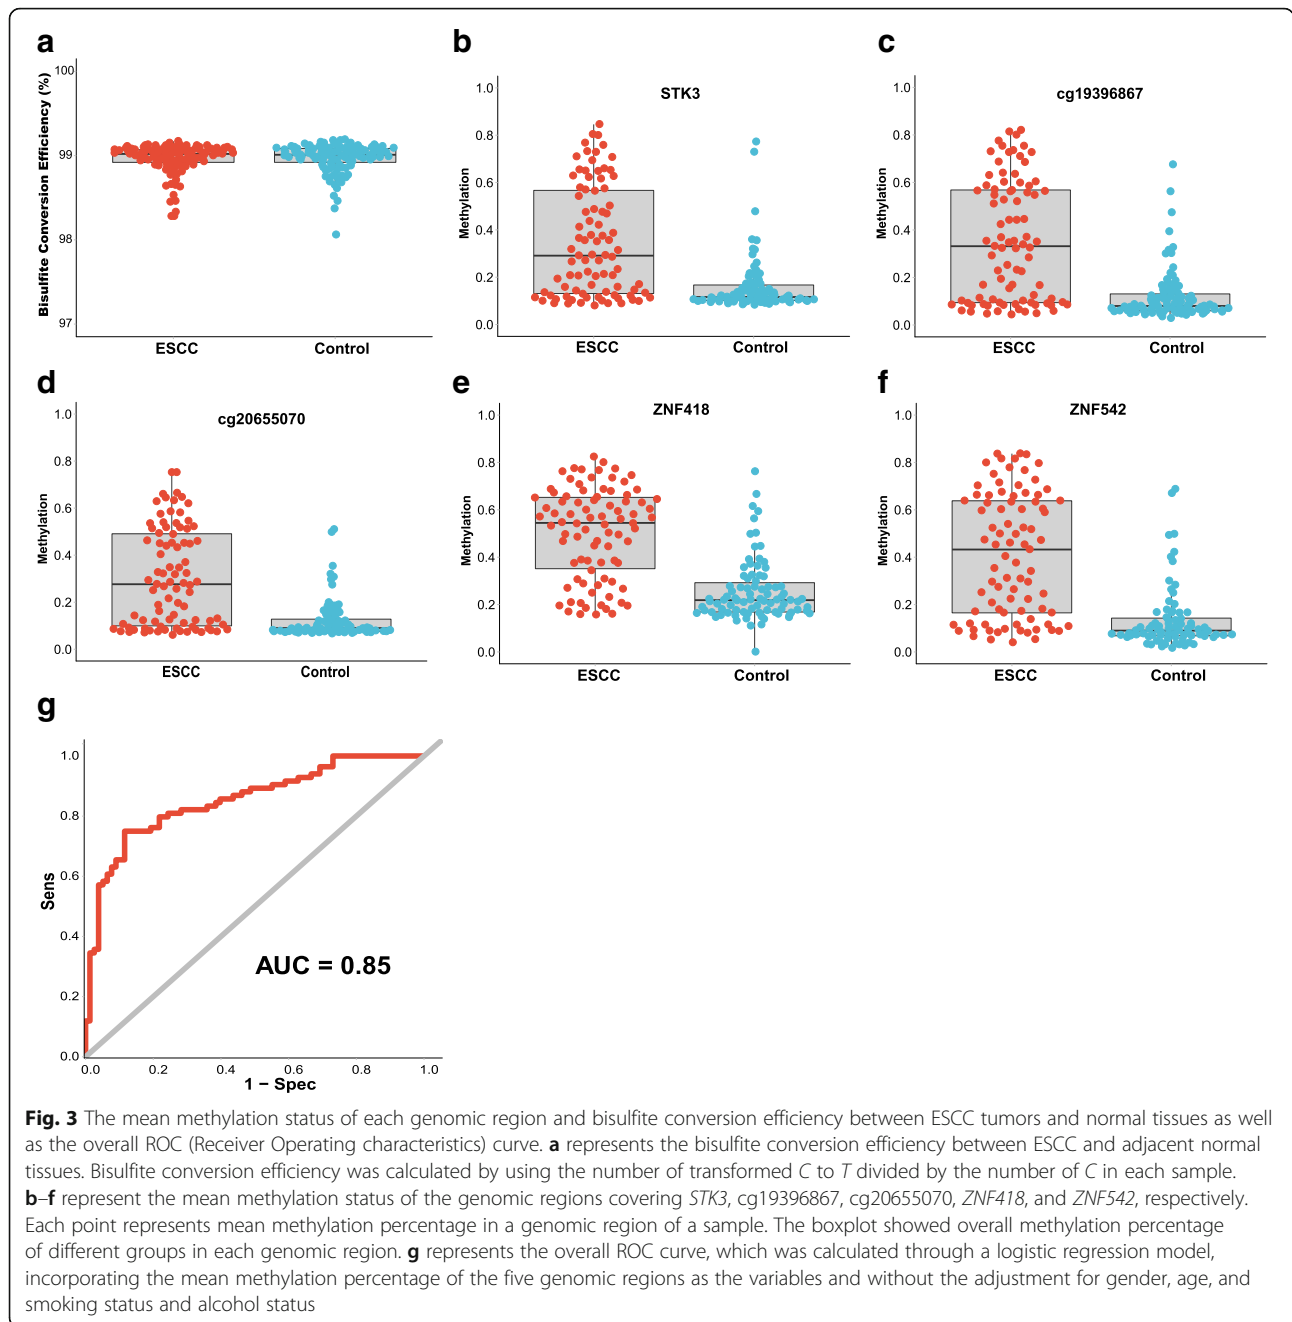 a
100
99
98
97
Bisulfite Conversion Efficiency (%)
ESCC Control
b
STK3
1.0
0.8
0.6
0.4
0.2
0.0
Methylation
ESCC Control
c
cg19396867
1.0
0.8
0.6
0.4
0.2
0.0
Methylation
ESCC Control
d
cg20655070
1.0
0.8
0.6
0.4
0.2
0.0
Methylation
ESCC Control
e
ZNF418
1.0
0.8
0.6
0.4
0.2
0.0
Methylation
ESCC Control
f
ZNF542
1.0
0.8
0.6
0.4
0.2
0.0
Methylation
ESCC Control
g
1.0
0.8
0.6
0.4
0.2
0.0
Sens
AUC = 0.85
0.0 0.2 0.4 0.6 0.8 1.0
1 − Spec
Fig. 3 The mean methylation status of each genomic region and bisulfite conversion efficiency between ESCC tumors and normal tissues as well
as the overall ROC (Receiver Operating characteristics) curve. a represents the bisulfite conversion efficiency between ESCC and adjacent normal
tissues. Bisulfite conversion efficiency was calculated by using the number of transformed C to T divided by the number of C in each sample.
b–f represent the mean methylation status of the genomic regions covering STK3, cg19396867, cg20655070, ZNF418, and ZNF542, respectively.
Each point represents mean methylation percentage in a genomic region of a sample. The boxplot showed overall methylation percentage
of different groups in each genomic region. g represents the overall ROC curve, which was calculated through a logistic regression model,
incorporating the mean methylation percentage of the five genomic regions as the variables and without the adjustment for gender, age, and
smoking status and alcohol status